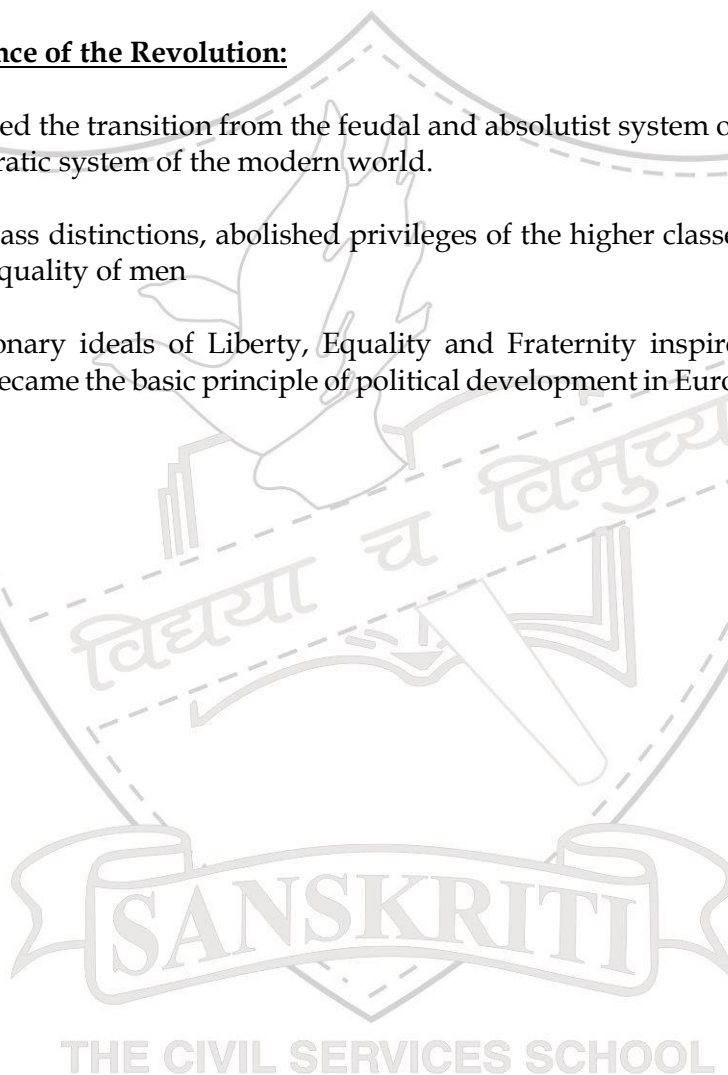 nce of the Revolution:
ed the transition from the feudal and absolutist system o
ratic system of the modern world.
ass distinctions, abolished privileges of the higher classe
quality of men
onary ideals of Liberty, Equality and Fraternity inspir
ecame the basic principle of political development in Euro
विद्यया च विमुच्य
SANSKRITI
THE CIVIL SERVICES SCHOOL